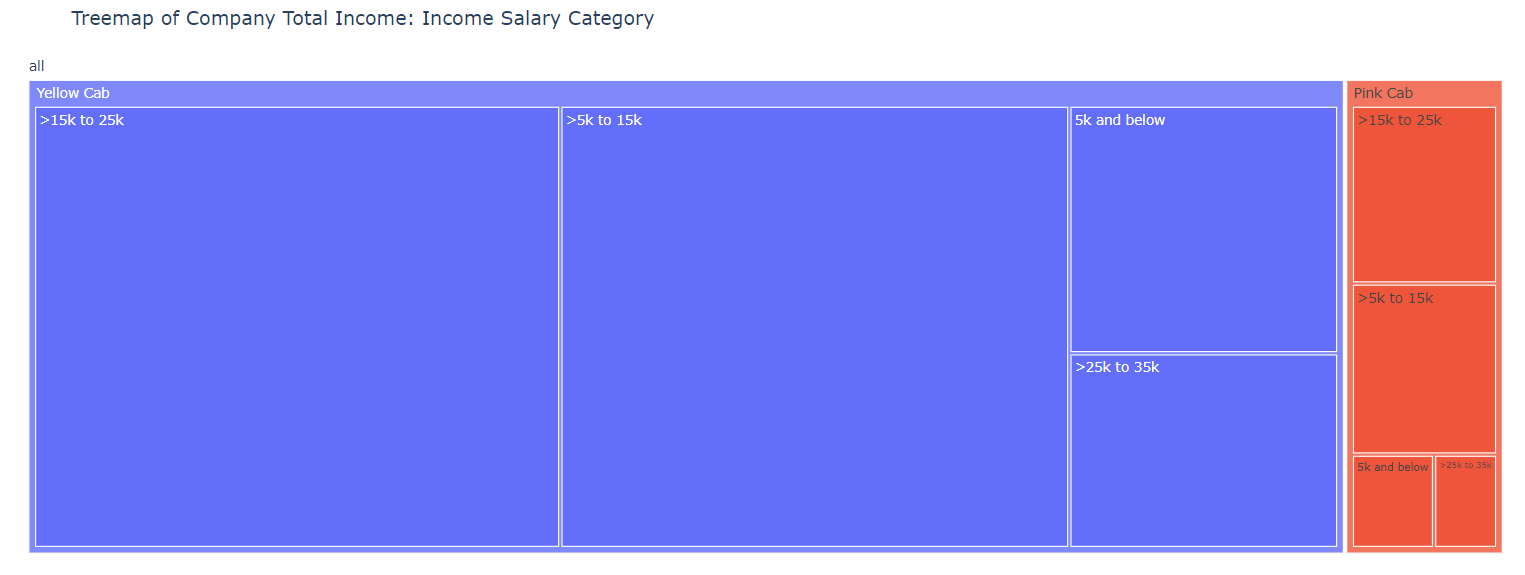 Treemap of Company Total Income: Income Salary Category
all
Yellow Cab
>15k to 25k
>5k to 15k
5k and below
>25k to 35k
Pink Cab
>15k to 25k
>5k to 15k
5k and below
>25k to 35k